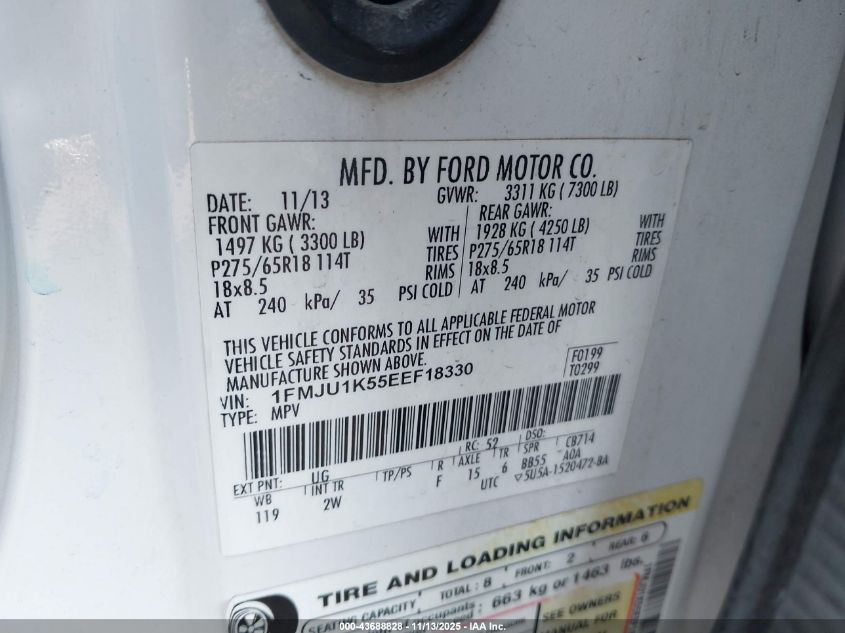 MFD. BY FORD MOTOR CO.
DATE: 11/13 GVWR: 3311 KG ( 7300 LB)
FRONT GAWR: REAR GAWR:
1497 KG ( 3300 LB) WITH 1928 KG ( 4250 LB) WITH
P275/65R18 114T TIRES P275/65R18 114T TIRES
18x8.5 RIMS 18x8.5 RIMS
AT 240 kPa/ 35 PSI COLD AT 240 kPa/ 35 PSI COLD
THIS VEHICLE CONFORMS TO ALL APPLICABLE FEDERAL MOTOR
VEHICLE SAFETY STANDARDS IN EFFECT ON THE DATE OF
MANUFACTURE SHOWN ABOVE.
F0199
VIN: 1FMJU1K55EEF18330 T0299
TYPE: MPV
EXT PNT: UG RC: 52 DSO: CB714
WB INT TR TP/PS R AXLE TR SPR A0A
119 2W F 15 6 BB55
UTC ▽5U5A-1520472-BA
TIRE AND LOADING INFORMATION
SEATING CAPACITY TOTAL: 8 FRONT: 2 REAR: 6
663 kg or 1463 lbs.
SEE OWNERS
MANUAL FOR
000-43688828 - 11/13/2025 - IAA Inc.